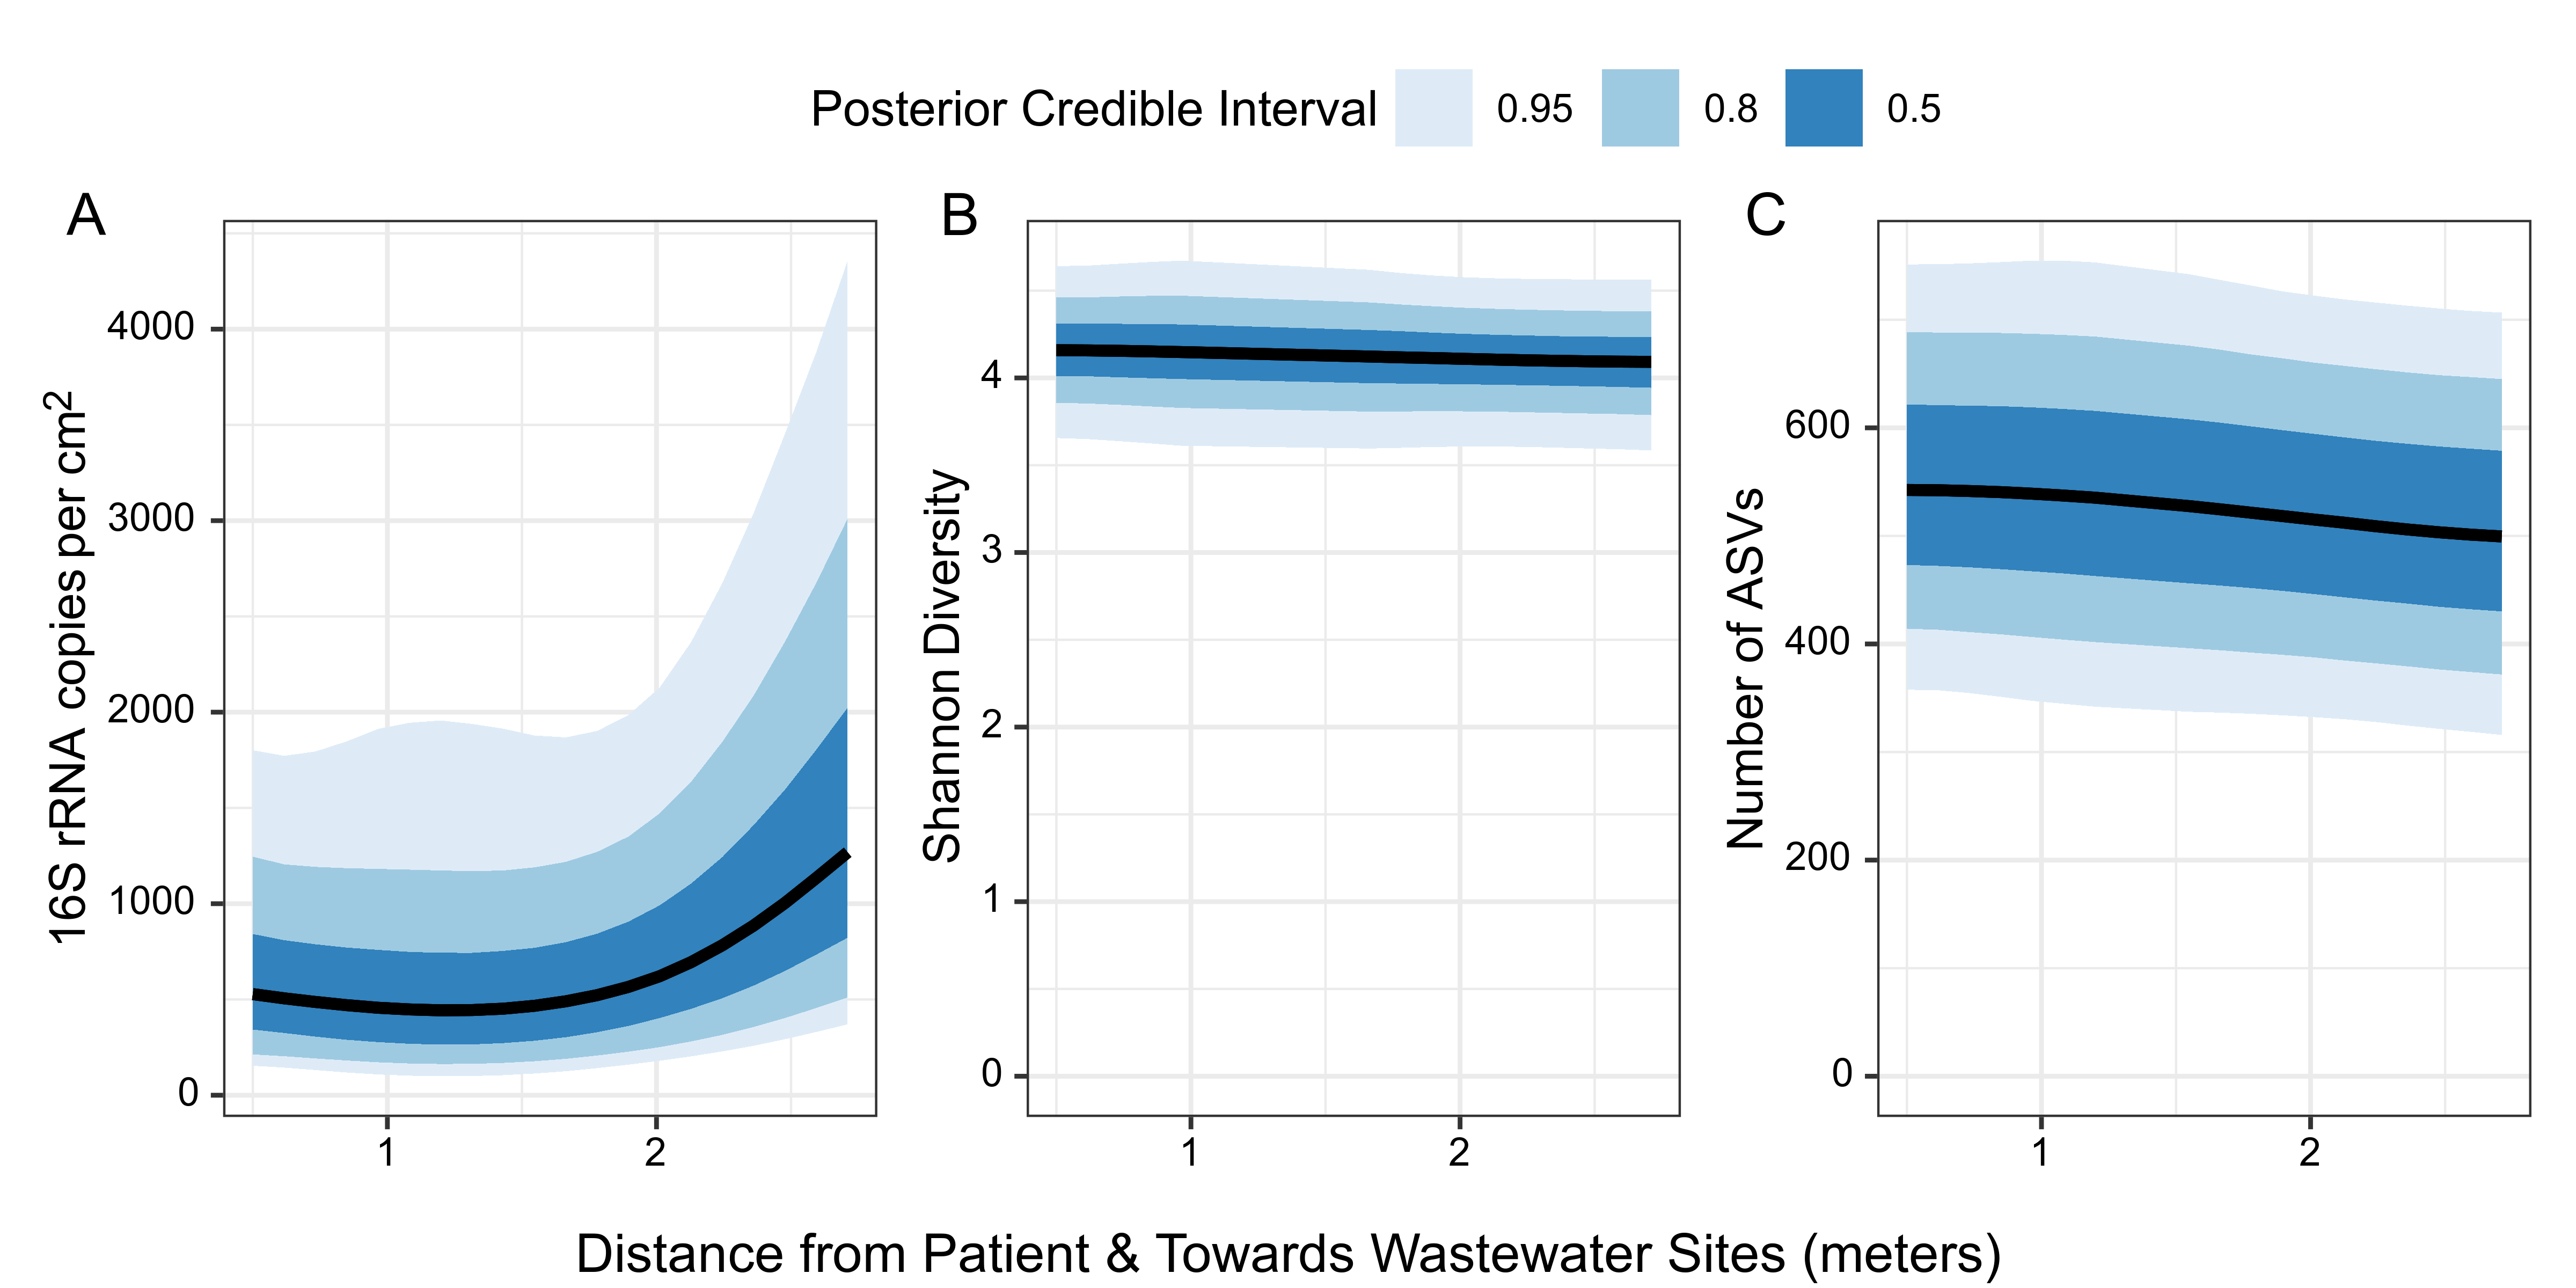 Posterior Credible Interval 0.95 0.8 0.5
A
16S rRNA copies per cm²
4000
3000
2000
1000
0
1 2
B
Shannon Diversity
4
3
2
1
0
1 2
C
Number of ASVs
600
400
200
0
1 2
Distance from Patient & Towards Wastewater Sites (meters)